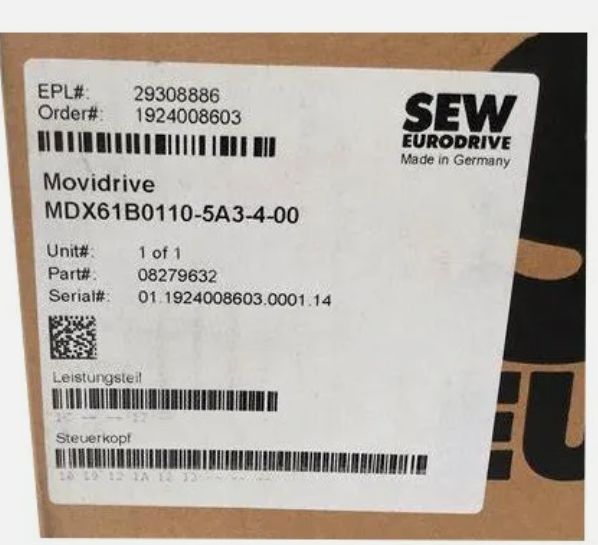 EPL#: 29308886
Order#: 1924008603
SEW
EURODRIVE
Made in Germany
Movidrive
MDX61B0110-5A3-4-00
Unit#: 1 of 1
Part#: 08279632
Serial#: 01.1924008603.0001.14
Leistungsteil
Steuerkopf
EU